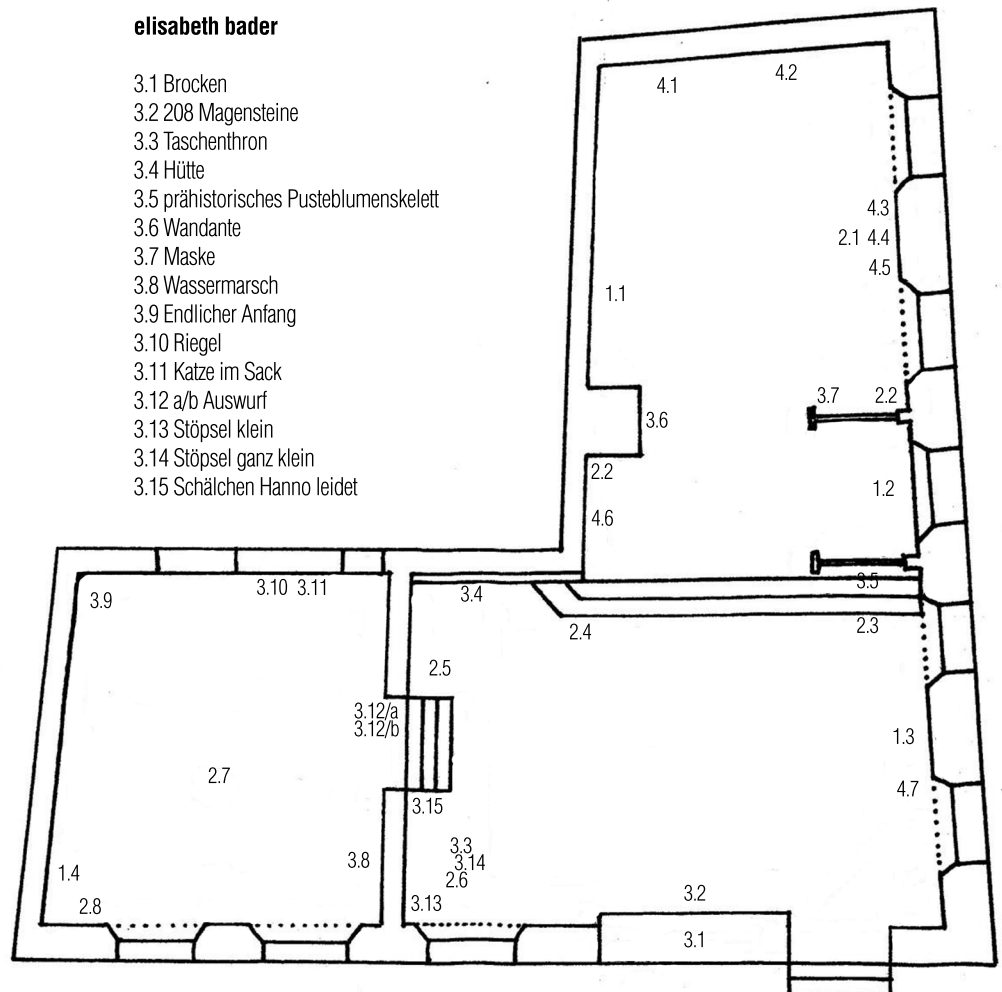 elisabeth bader
3.1 Brocken
3.2 208 Magensteine
3.3 Taschenthron
3.4 Hütte
3.5 prähistorisches Pusteblumenskelett
3.6 Wandante
3.7 Maske
3.8 Wassermarsch
3.9 Endlicher Anfang
3.10 Riegel
3.11 Katze im Sack
3.12 a/b Auswurf
3.13 Stöpsel klein
3.14 Stöpsel ganz klein
3.15 Schälchen Hanno leidet
4.1
4.2
4.3
2.1 4.4
4.5
1.1
3.7
2.2
3.6
2.2
1.2
4.6
3.5
3.4
2.4
2.3
3.9
3.10 3.11
2.5
3.12/a
3.12/b
1.3
2.7
4.7
3.15
3.3
3.14
2.6
3.8
1.4
2.8
3.13
3.2
3.1